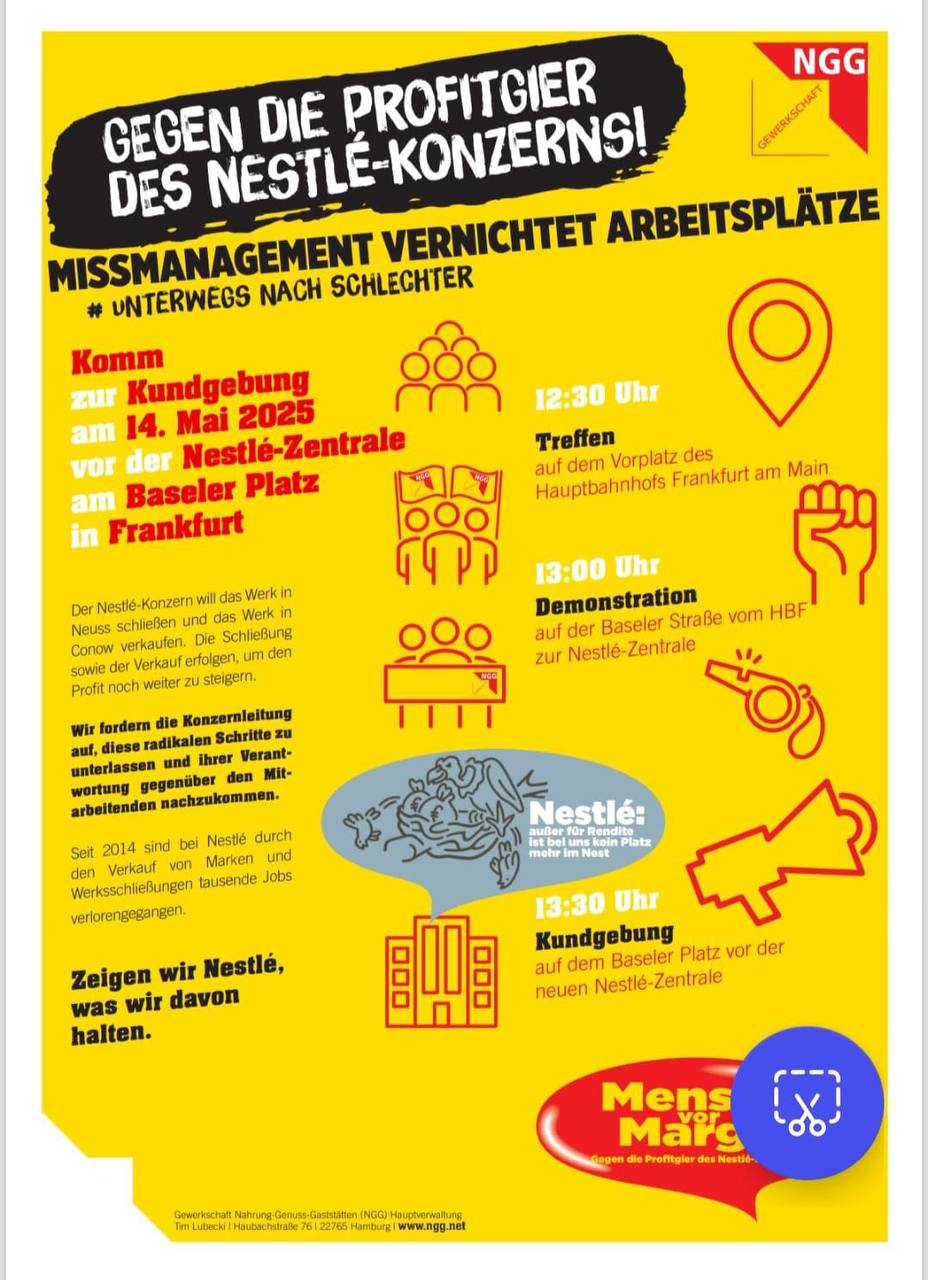 GEGEN DIE PROFITGIER
DES NESTLÉ-KONZERNS!
NGG
GEWERKSCHAFT
MISSMANAGEMENT VERNICHTET ARBEITSPLÄTZE
# UNTERWEGS NACH SCHLECHTER
Komm
zur Kundgebung
am 14. Mai 2025
vor der Nestlé-Zentrale
am Baseler Platz
in Frankfurt
Der Nestlé-Konzern will das Werk in
Neuss schließen und das Werk in
Conow verkaufen. Die Schließung
sowie der Verkauf erfolgen, um den
Profit noch weiter zu steigern.
Wir fordern die Konzernleitung
auf, diese radikalen Schritte zu
unterlassen und ihrer Verant-
wortung gegenüber den Mit-
arbeitenden nachzukommen.
Seit 2014 sind bei Nestlé durch
den Verkauf von Marken und
Werksschließungen tausende Jobs
verlorengegangen.
Zeigen wir Nestlé,
was wir davon
halten.
12:30 Uhr
Treffen
auf dem Vorplatz des
Hauptbahnhofs Frankfurt am Main
NGG NGG
13:00 Uhr
Demonstration
auf der Baseler Straße vom HBF
zur Nestlé-Zentrale
NGG
Nestlé:
außer für Rendite
ist bei uns kein Platz
mehr im Nest
13:30 Uhr
Kundgebung
auf dem Baseler Platz vor der
neuen Nestlé-Zentrale
Mens
vor
Marg
Gegen die Profitgier des Nestlé-
Gewerkschaft Nahrung-Genuss-Gaststätten (NGG) Hauptverwaltung
Tim Lubecki | Haubachstraße 76 | 22765 Hamburg | www.ngg.net